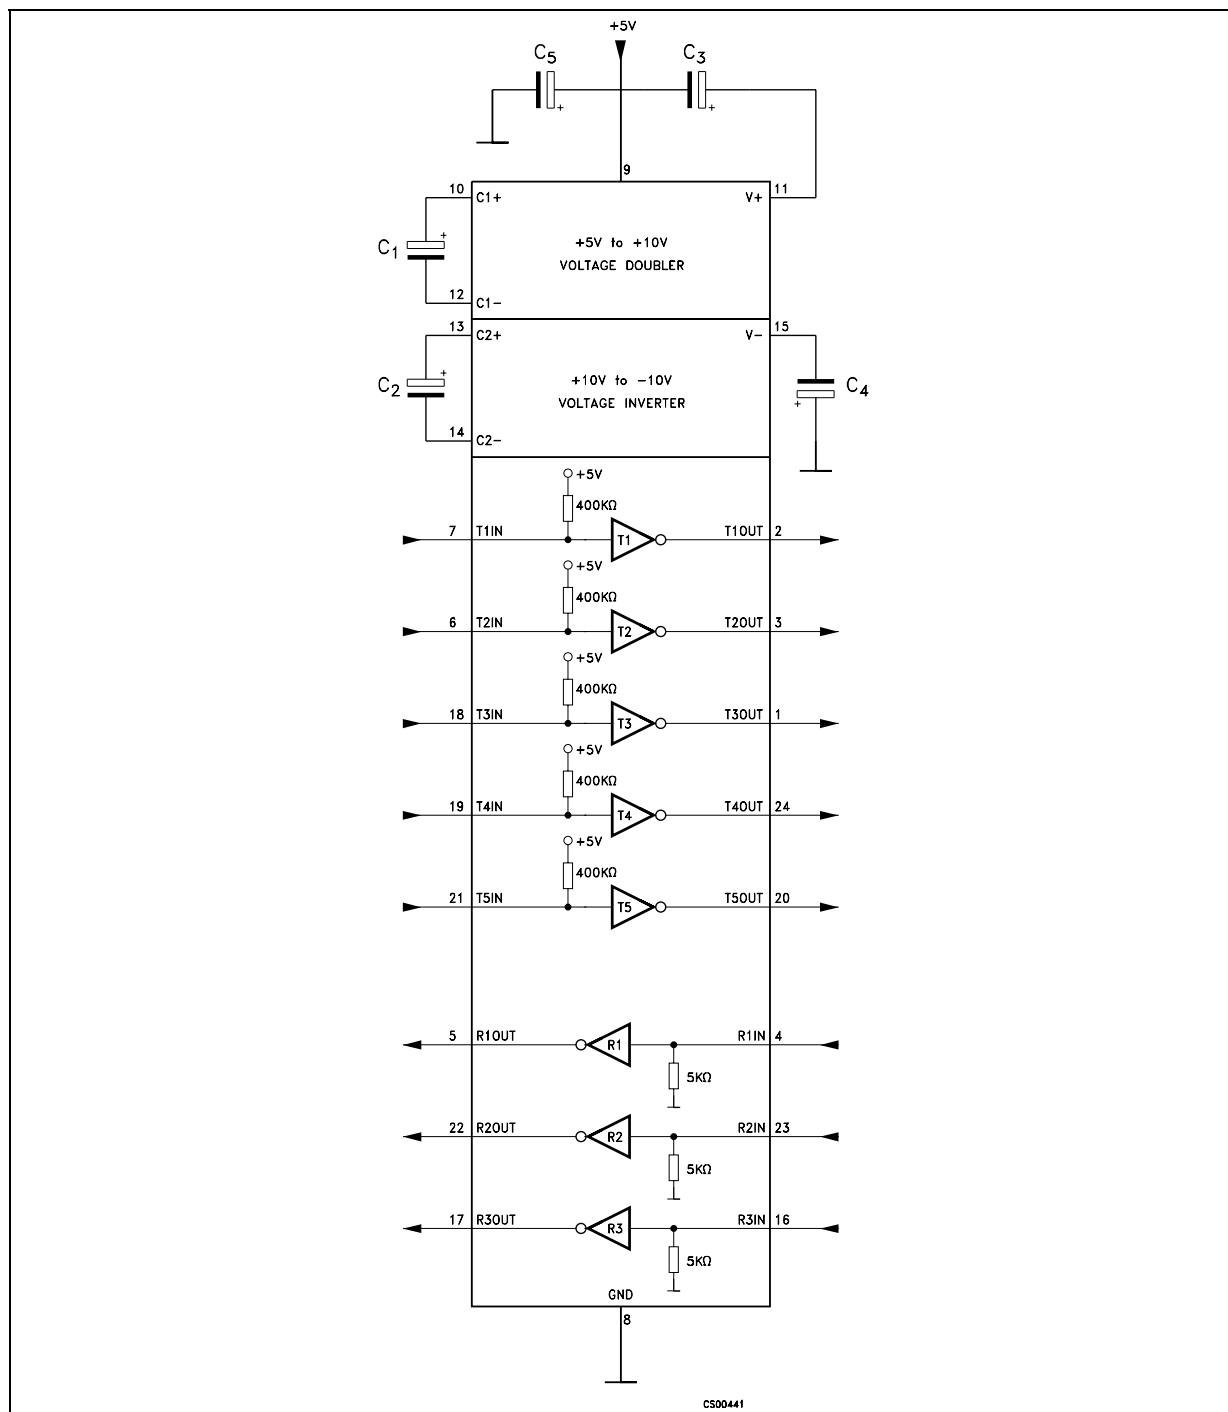 +5V
C5 C3
+ +
9
10 C1+ V+ 11
+5V to +10V
C1 +
VOLTAGE DOUBLER
12 C1-
13 C2+ V- 15
+10V to -10V
C2 + C4 +
VOLTAGE INVERTER
14 C2-
+5V
400KΩ
7 T1IN T1 T1OUT 2
+5V
400KΩ
6 T2IN T2 T2OUT 3
+5V
400KΩ
18 T3IN T3 T3OUT 1
+5V
400KΩ
19 T4IN T4 T4OUT 24
+5V
400KΩ
21 T5IN T5 T5OUT 20
5 R1OUT R1 R1IN 4
5KΩ
22 R2OUT R2 R2IN 23
5KΩ
17 R3OUT R3 R3IN 16
5KΩ
GND
8
CS00441